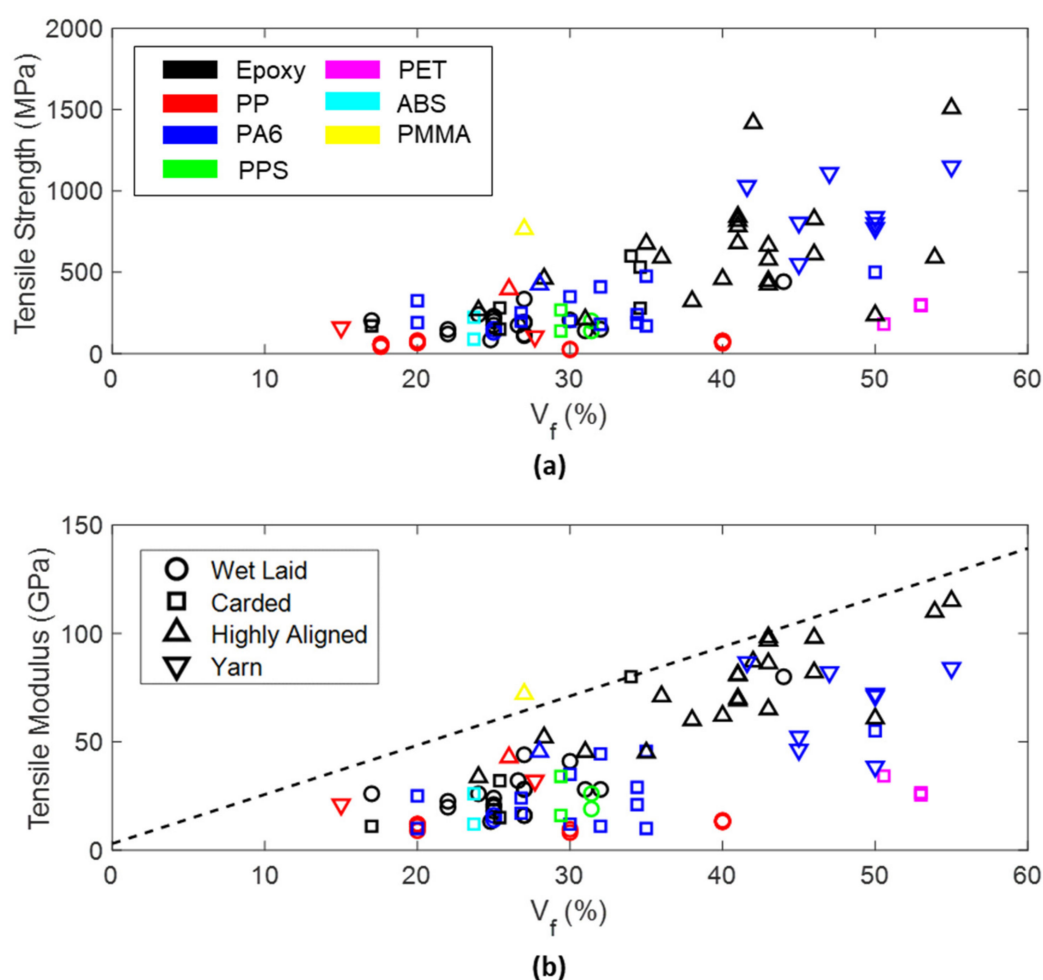 2000
1500
1000
500
0
Tensile Strength (MPa)
Epoxy PET
PP ABS
PA6 PMMA
PPS
0 10 20 30 40 50 60
V_f (%)
(a)
150
100
50
0
Tensile Modulus (GPa)
Wet Laid
Carded
Highly Aligned
Yarn
0 10 20 30 40 50 60
V_f (%)
(b)